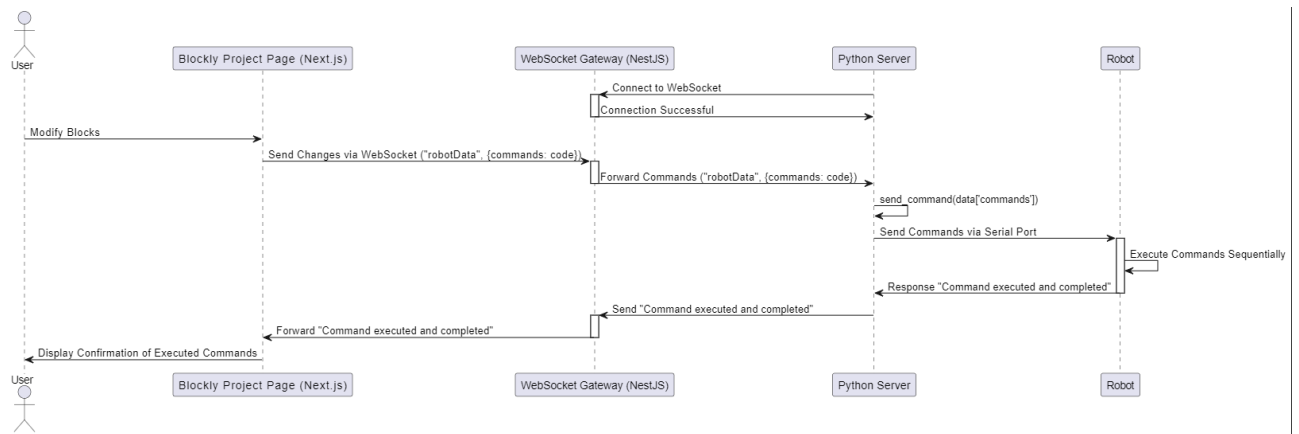 User
Blockly Project Page (Next.js)
WebSocket Gateway (NestJS)
Python Server
Robot
Connect to WebSocket
Connection Successful
Modify Blocks
Send Changes via WebSocket ("robotData", {commands: code})
Forward Commands ("robotData", {commands: code})
send_command(data['commands'])
Send Commands via Serial Port
Execute Commands Sequentially
Response "Command executed and completed"
Send "Command executed and completed"
Forward "Command executed and completed"
Display Confirmation of Executed Commands
User
Blockly Project Page (Next.js)
WebSocket Gateway (NestJS)
Python Server
Robot